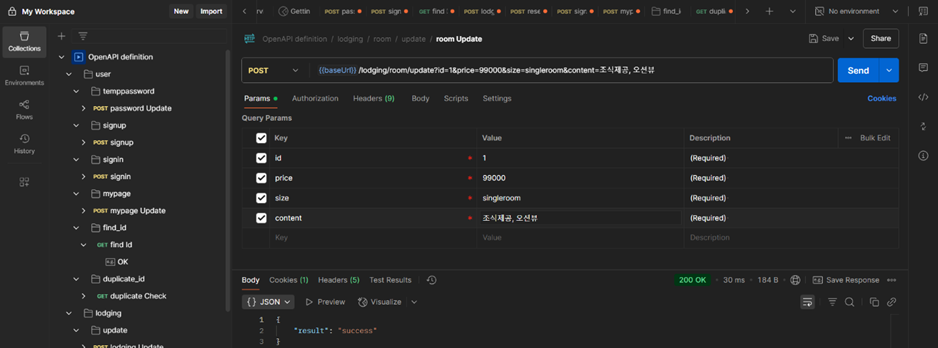 My Workspace New Import
rv Gettin POST pass POST sign GET find POST lodg POST rese POST sign POST myp find_i GET dupli No environment
Collections
Environments
Flows
History
OpenAPI definition
user
temppassword
POST password Update
signup
POST signup
signin
POST signin
mypage
POST mypage Update
find_id
GET find Id
OK
duplicate_id
GET duplicate Check
lodging
update
POST lodging Update
HTTP OpenAPI definition / lodging / room / update / room Update Save Share
POST {{baseUrl}} /lodging/room/update?id=1&price=99000&size=singleroom&content=조식제공, 오션뷰 Send
Params Authorization Headers (9) Body Scripts Settings Cookies
Query Params
Key Value Description Bulk Edit
id 1 (Required)
price 99000 (Required)
size singleroom (Required)
content 조식제공, 오션뷰 (Required)
Key Value Description
Body Cookies (1) Headers (5) Test Results 200 OK 30 ms 184 B Save Response
{} JSON Preview Visualize
1 {
2 "result": "success"
3 }